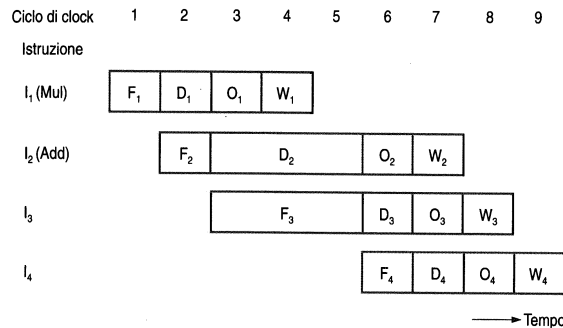 Ciclo di clock 1 2 3 4 5 6 7 8 9
Istruzione
I₁ (Mul) F₁ D₁ O₁ W₁
I₂ (Add) F₂ D₂ O₂ W₂
I₃ F₃ D₃ O₃ W₃
I₄ F₄ D₄ O₄ W₄
Tempo